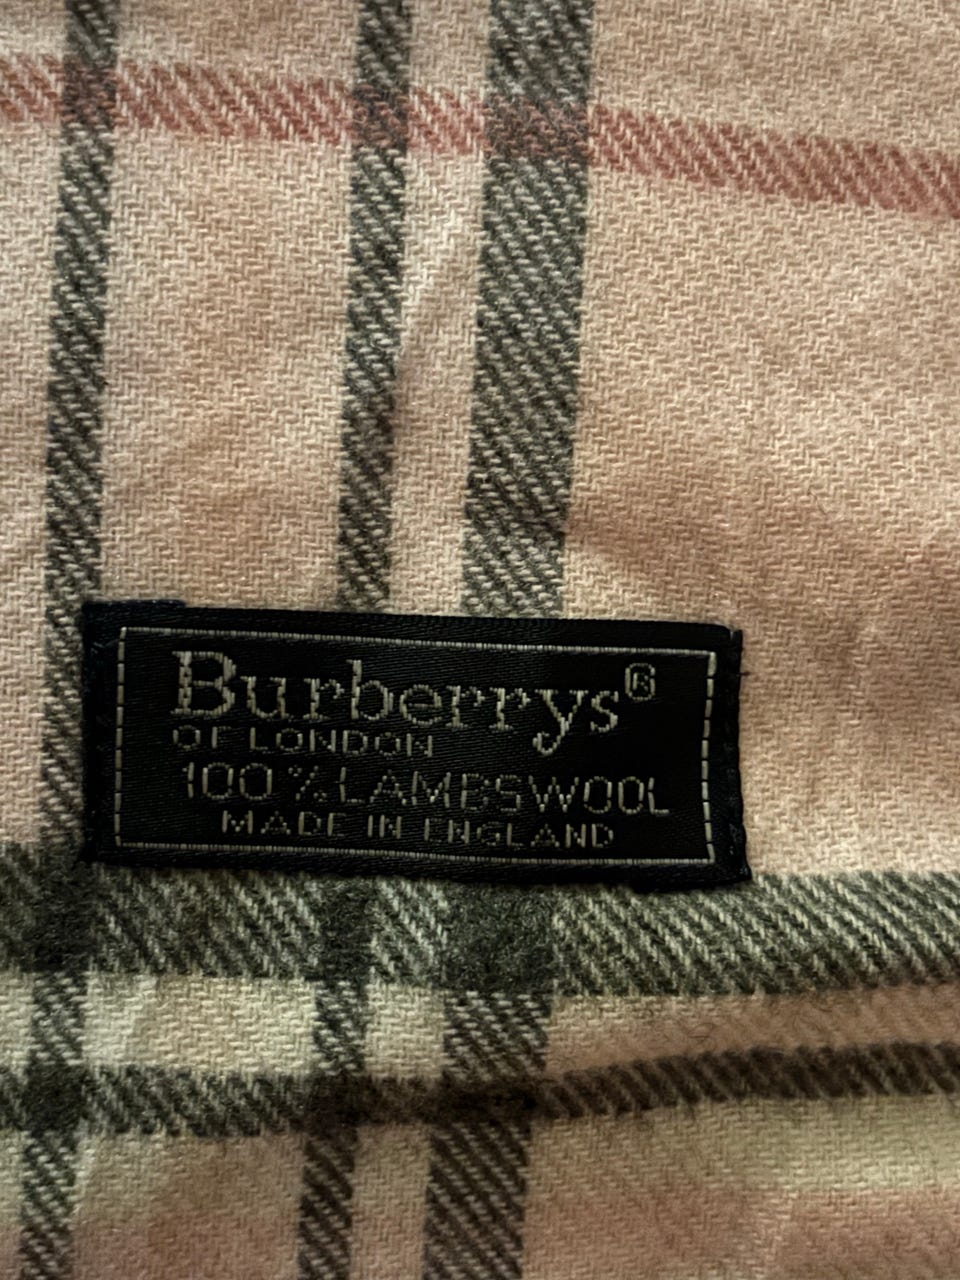 Burberrys®
OF LONDON
100% LAMBSWOOL
MADE IN ENGLAND